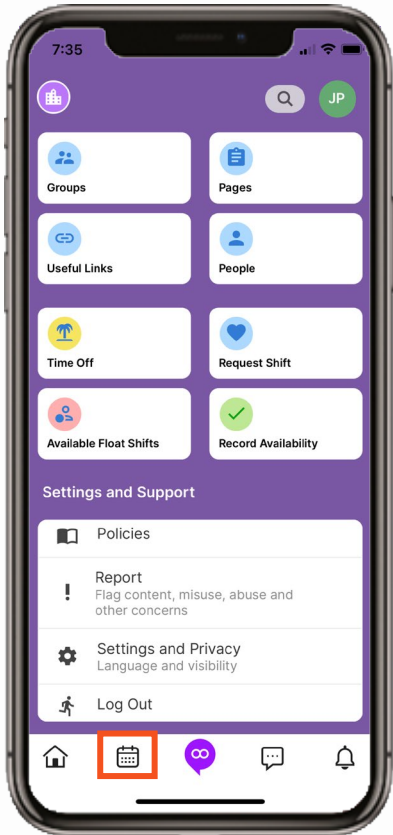 7:35
JP
Groups
Pages
Useful Links
People
Time Off
Request Shift
Available Float Shifts
Record Availability
Settings and Support
Policies
Report
Flag content, misuse, abuse and
other concerns
Settings and Privacy
Language and visibility
Log Out